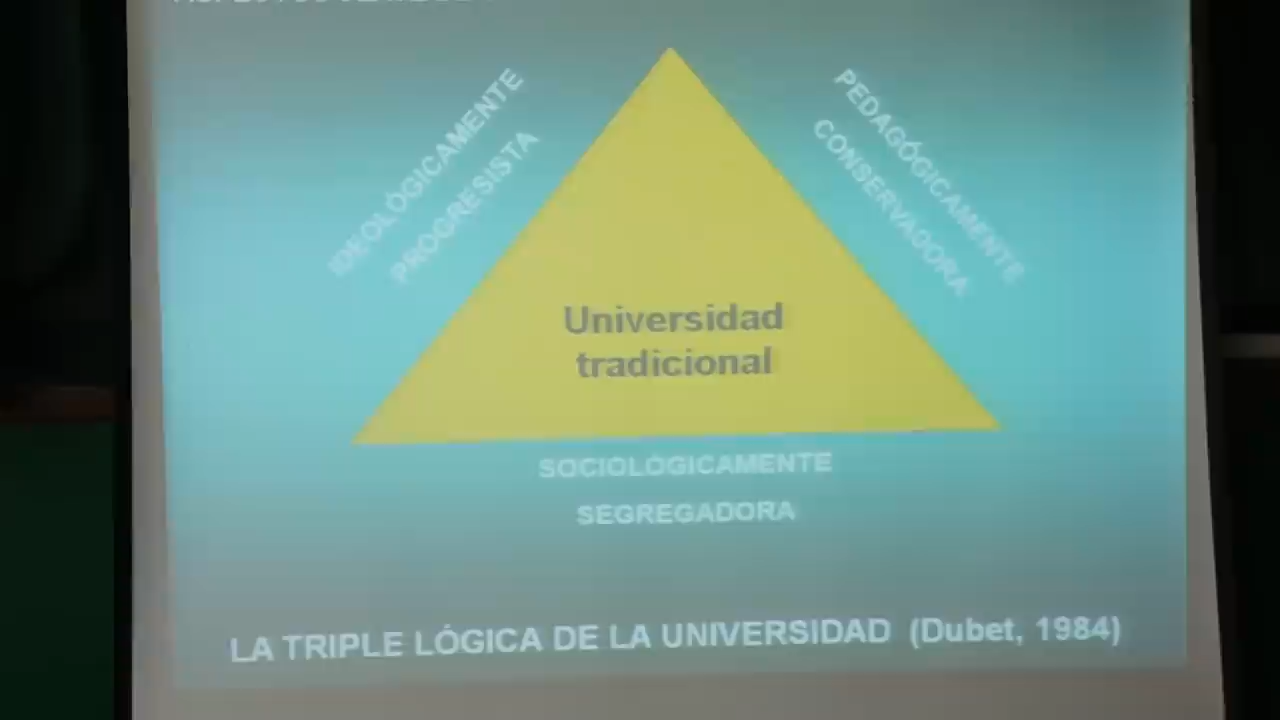 IDEOLÓGICAMENTE
PROGRESISTA
PEDAGÓGICAMENTE
CONSERVADORA
Universidad
tradicional
SOCIOLÓGICAMENTE
SEGREGADORA
LA TRIPLE LÓGICA DE LA UNIVERSIDAD (Dubet, 1984)